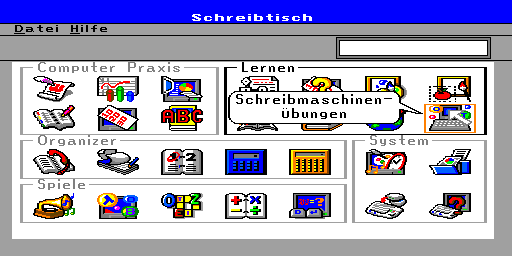 Schreibtisch
Datei Hilfe
Computer Praxis
Lernen
Schreibmaschinen-
übungen
ABC
Organizer
System
Spiele